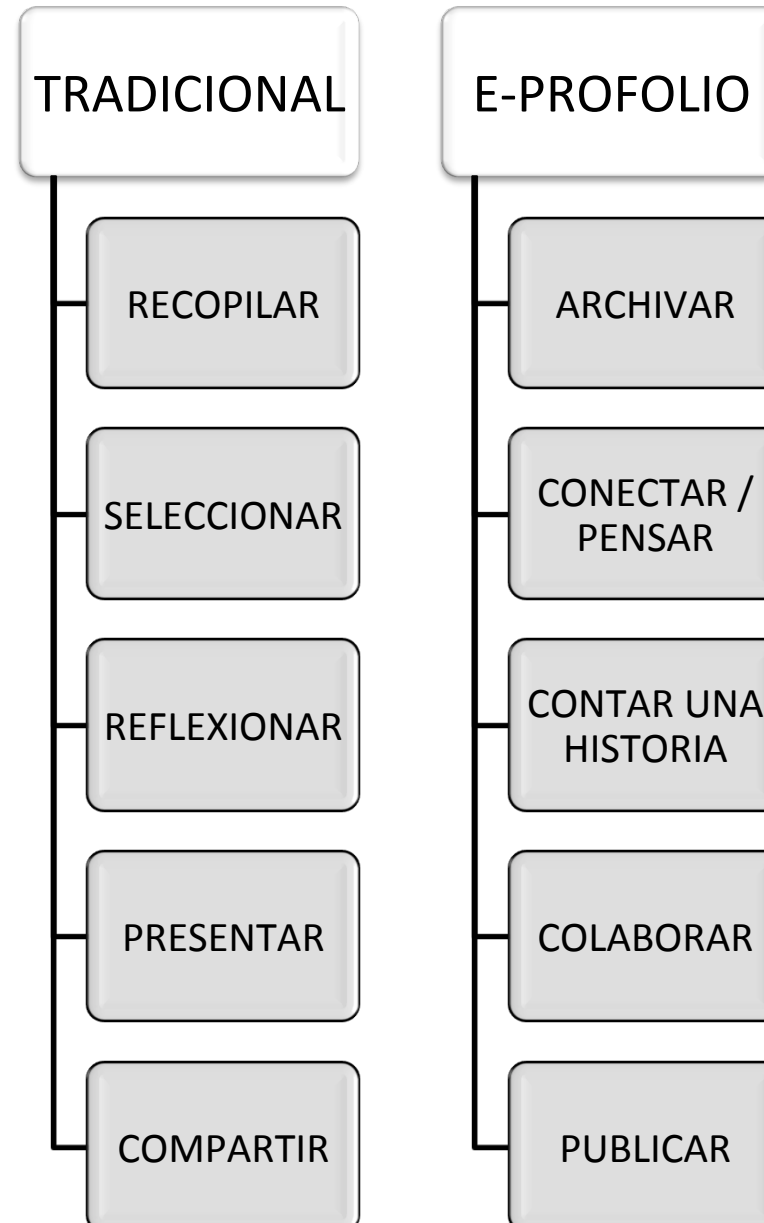 TRADICIONAL
RECOPILAR
SELECCIONAR
REFLEXIONAR
PRESENTAR
COMPARTIR
E-PROFOLIO
ARCHIVAR
CONECTAR /
PENSAR
CONTAR UNA
HISTORIA
COLABORAR
PUBLICAR